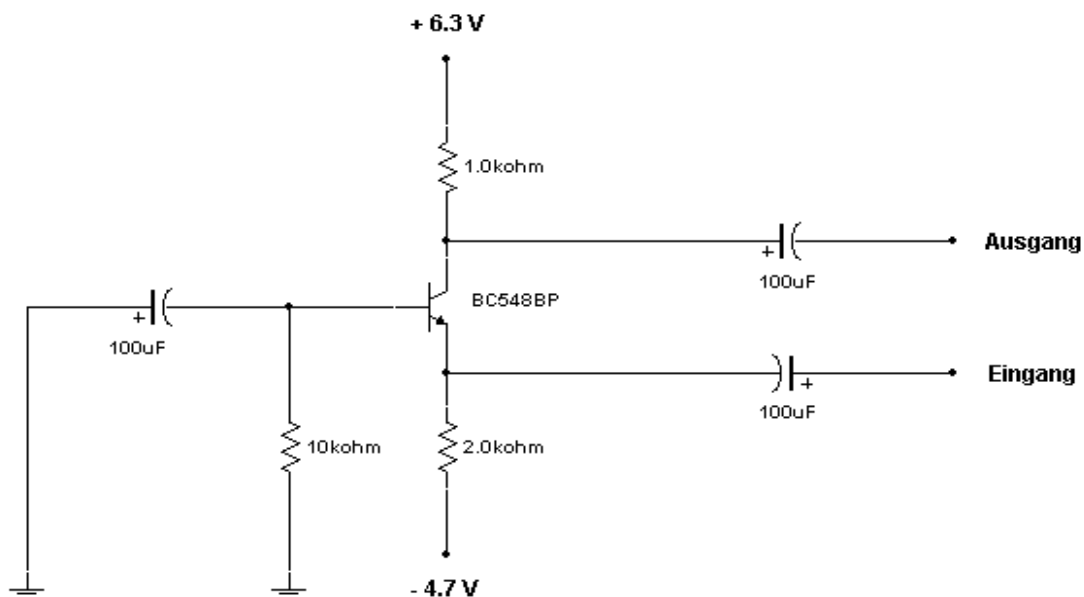 + 6.3 V
1.0kohm
+
100uF
Ausgang
BC548BP
+
100uF
+
100uF
Eingang
10kohm
2.0kohm
- 4.7 V